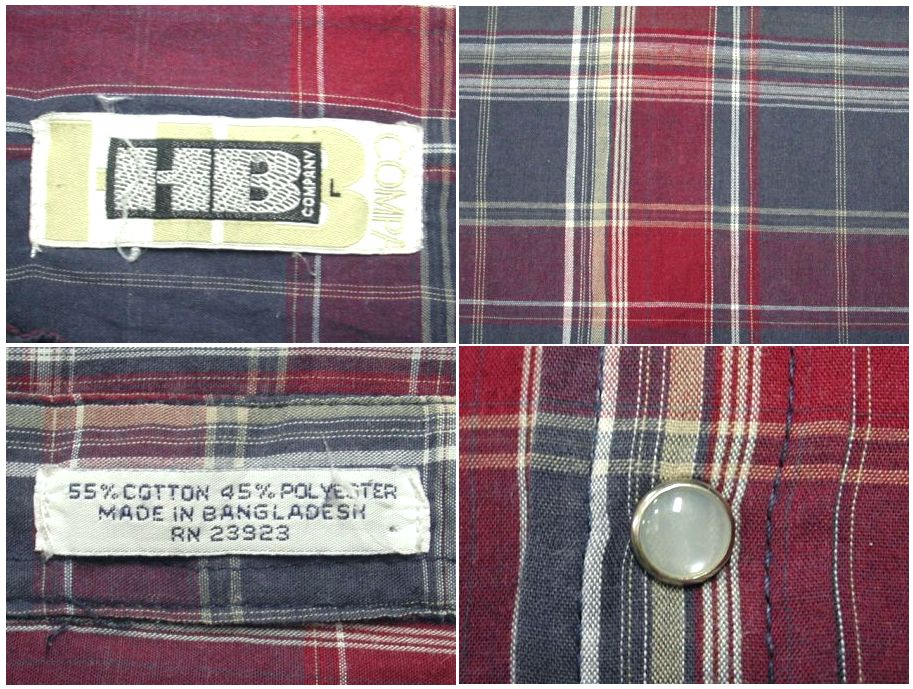 HB
COMPANY
L
COMPA
55% COTTON 45% POLYESTER
MADE IN BANGLADESH
RN 23923